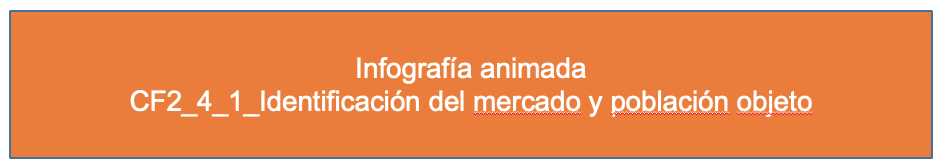 Infografía animada
CF2_4_1_Identificación del mercado y población objeto